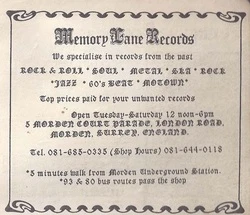 Memory Lane Records
We specialise in records from the past
ROCK & ROLL * SOUL * METAL * SKA * ROCK
*JAZZ * 60's BEAT * MOTOWN*
Top prices paid for your unwanted records
Open Tuesday-Saturday 12 noon-6pm
5 MORDEN COURT PARADE, LONDON ROAD,
MORDEN, SURREY, ENGLAND.
Tel. 081-685-0335 (Shop Hours) 081-644-0118
*5 minutes walk from Morden Underground Station.
*93 & 80 bus routes pass the shop